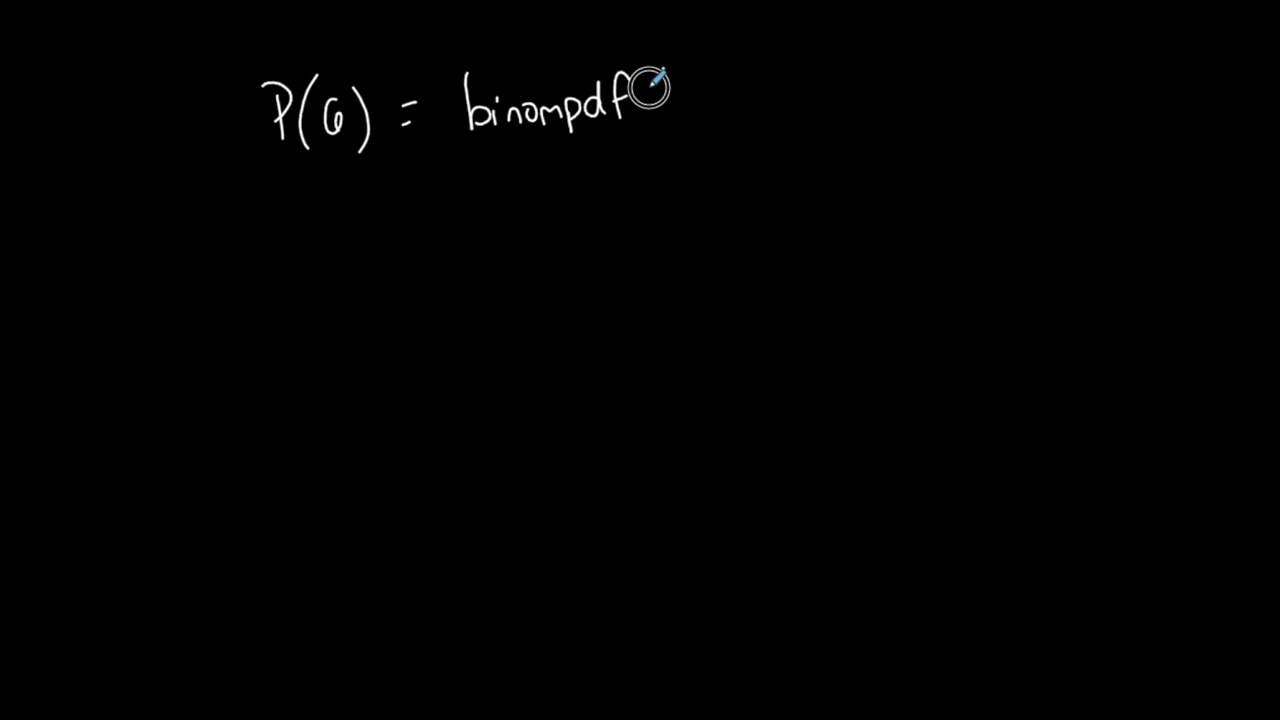 P(6) = binompdf